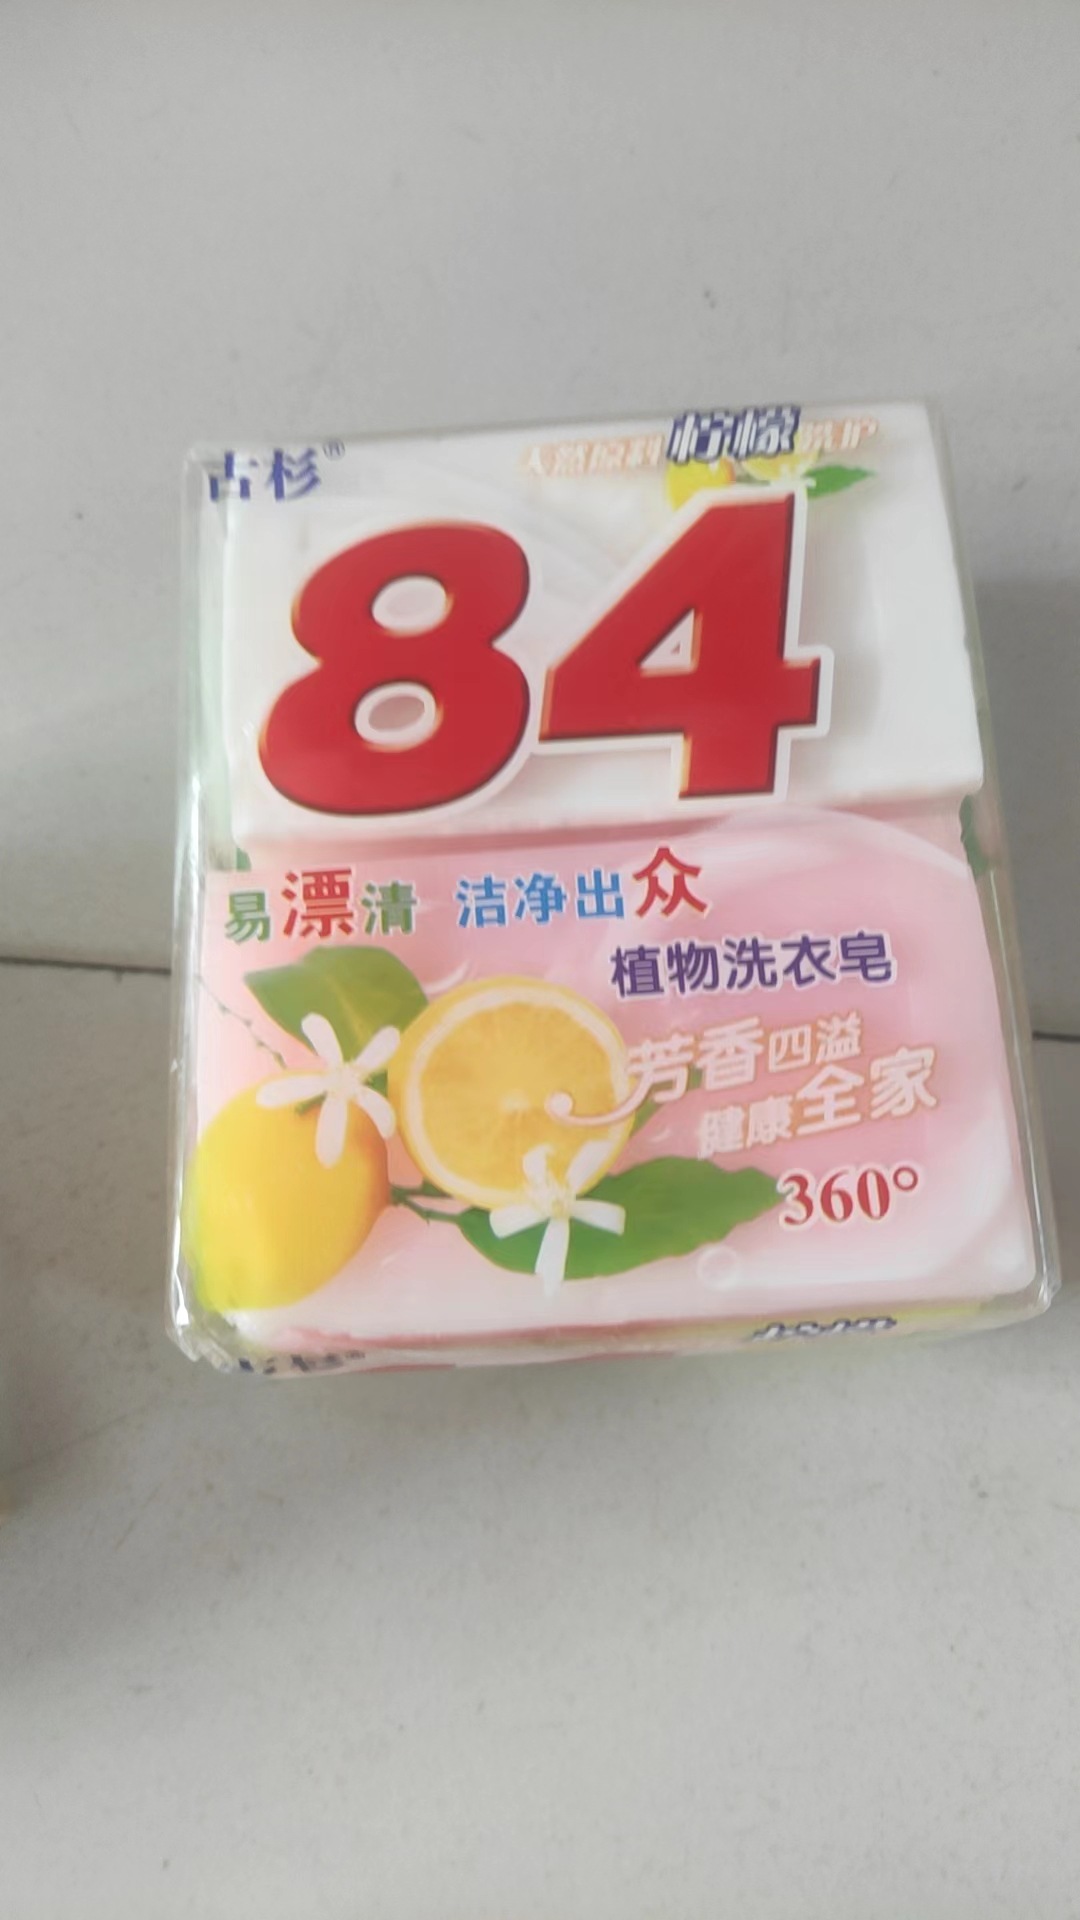 古杉®
天然原料柠檬洗护
84
易漂清 洁净出众
植物洗衣皂
芳香四溢
健康全家
360°